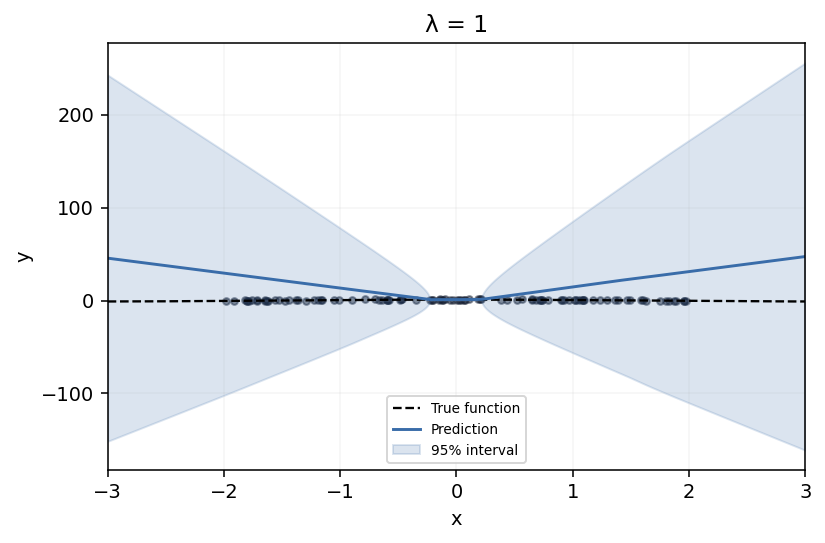 λ = 1
200
100
0
−100
y
−3
−2
−1
0
1
2
3
x
True function
Prediction
95% interval